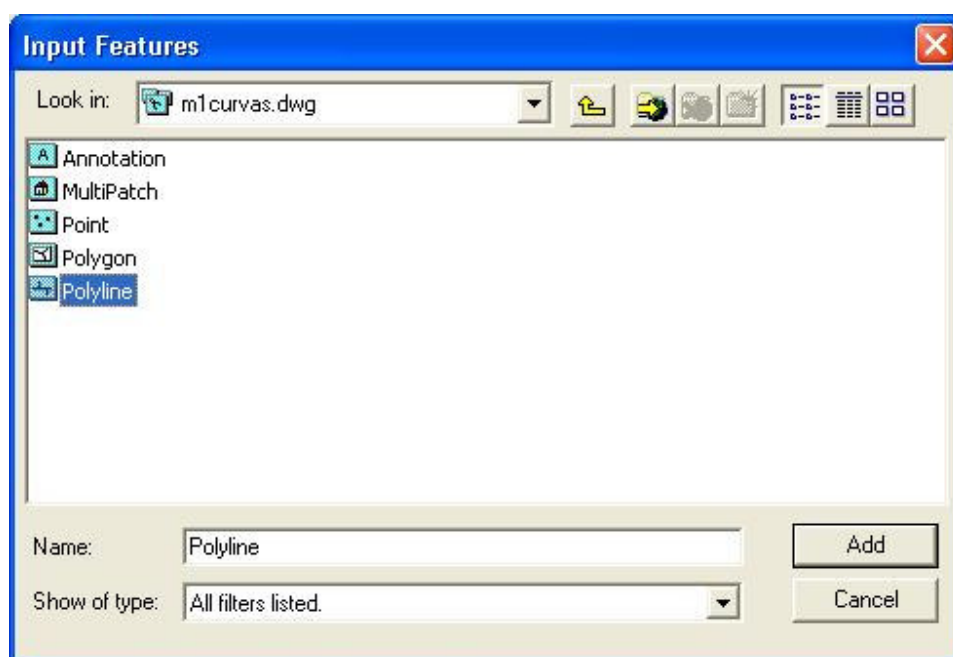 Input Features
Look in: m1curvas.dwg
Annotation
MultiPatch
Point
Polygon
Polyline
Name: Polyline Add
Show of type: All filters listed. Cancel